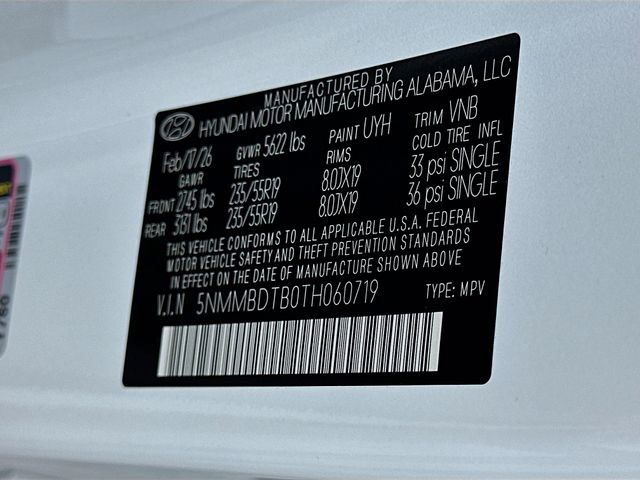 MANUFACTURED BY
HYUNDAI MOTOR MANUFACTURING ALABAMA, LLC
Feb/17/26 GVWR 5622 lbs PAINT UYH TRIM VNB
GAWR TIRES RIMS COLD TIRE INFL
FRONT 2745 lbs 235/55R19 8.0JX19 33 psi SINGLE
REAR 3131 lbs 235/55R19 8.0JX19 36 psi SINGLE
THIS VEHICLE CONFORMS TO ALL APPLICABLE U.S.A. FEDERAL
MOTOR VEHICLE SAFETY AND THEFT PREVENTION STANDARDS
IN EFFECT ON THE DATE OF MANUFACTURE SHOWN ABOVE
V.I.N 5NMMBDTB0TH060719 TYPE: MPV